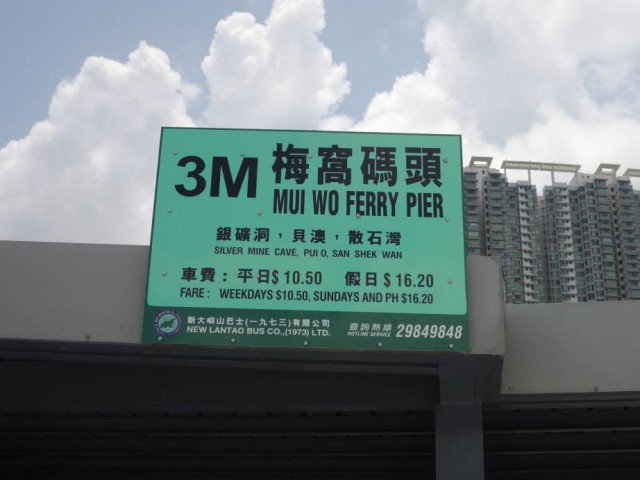 3M 梅窩碼頭
MUI WO FERRY PIER
銀礦洞，貝澳，散石灣
SILVER MINE CAVE, PUI O, SAN SHEK WAN
車費：平日$10.50 假日$16.20
FARE: WEEKDAYS $10.50, SUNDAYS AND PH $16.20
新大嶼山巴士(一九七三)有限公司
NEW LANTAO BUS CO.,(1973) LTD.
查詢熱線
HOTLINE SERVICE 29849848